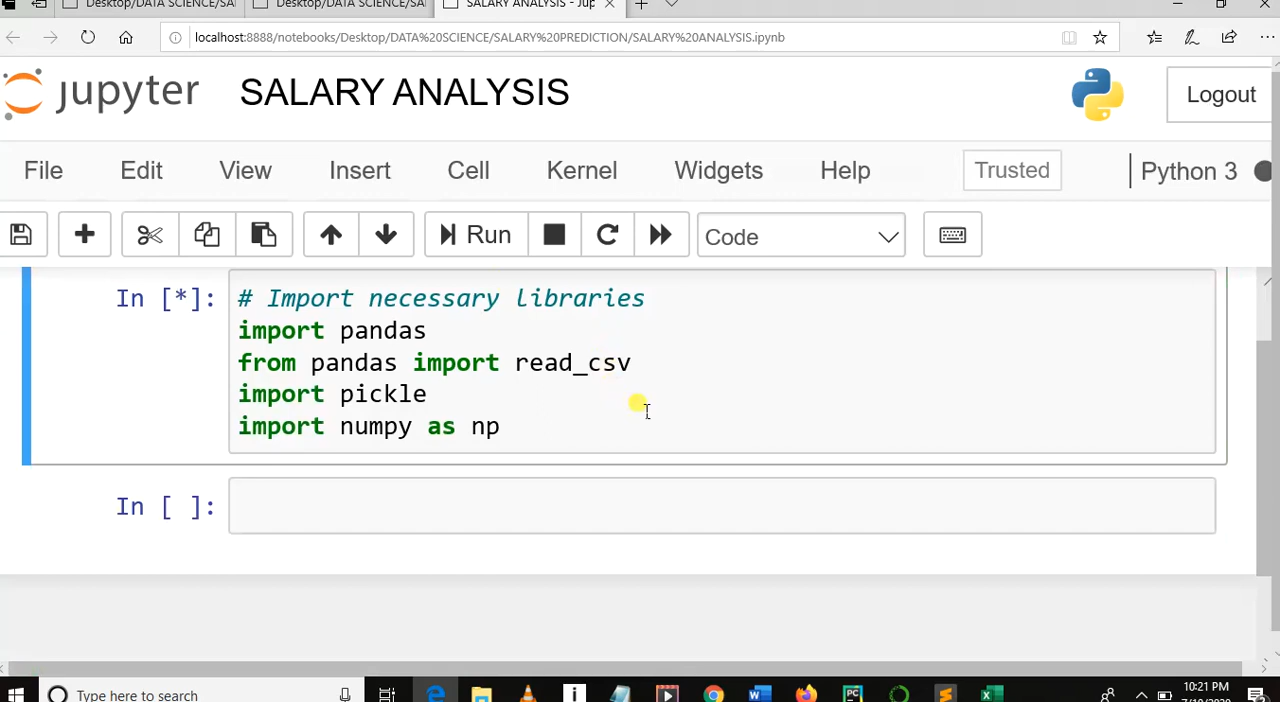 Desktop/DATA SCIENCE/SA
Desktop/DATA SCIENCE/SA
SALARY ANALYSIS - Jup
localhost:8888/notebooks/Desktop/DATA%20SCIENCE/SALARY%20PREDICTION/SALARY%20ANALYSIS.ipynb
jupyter SALARY ANALYSIS Logout
File Edit View Insert Cell Kernel Widgets Help Trusted Python 3
Run Code
In [*]: # Import necessary libraries
import pandas
from pandas import read_csv
import pickle
import numpy as np
In [ ]:
Type here to search
10:21 PM